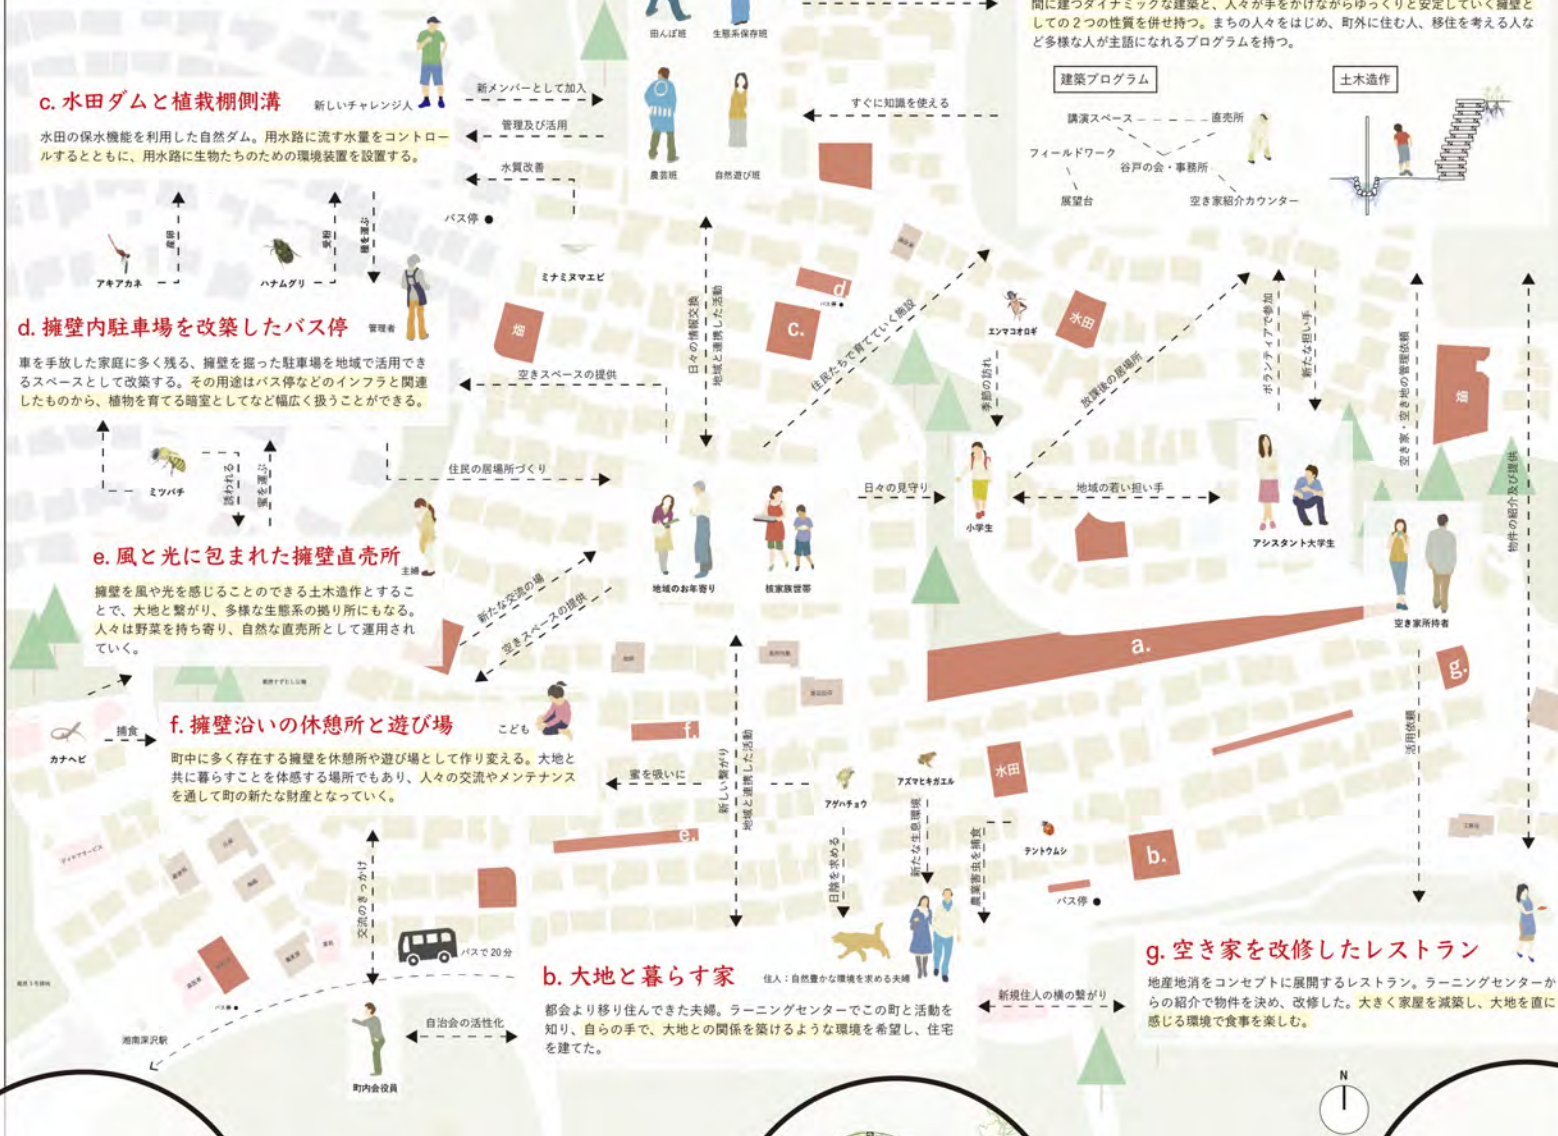 間に建つダイナミックな建築と、人々が手をかけながらゆっくりと安定していく擁壁と
しての２つの性質を併せ持つ。まちの人々をはじめ、町外に住む人、移住を考える人な
ど多様な人が主語になれるプログラムを持つ。
田んぼ班
生態系保存班
農芸班
自然遊び班
建築プログラム
土木造作
講演スペース
直売所
フィールドワーク
谷戸の会・事務所
展望台
空き家紹介カウンター
すぐに知識を使える
c. 水田ダムと植栽棚側溝
新しいチャレンジ人
水田の保水機能を利用した自然ダム。用水路に流す水量をコントロー
ルするとともに、用水路に生物たちのための環境装置を設置する。
新メンバーとして加入
管理及び活用
水質改善
バス停
アキアカネ
産卵
ハナムグリ
受粉
種を運ぶ
ミナミヌマエビ
d. 擁壁内駐車場を改築したバス停
管理者
車を手放した家庭に多く残る、擁壁を掘った駐車場を地域で活用でき
るスペースとして改築する。その用途はバス停などのインフラと関連
したものから、植物を育てる暗室としてなど幅広く扱うことができる。
畑
d
バス停
c.
日々の情報交換
地域と連携した活動
空きスペースの提供
住民たちで育てていく施設
エンマコオロギ
水田
季節の訪れ
放課後の居場所
ボランティアで参加
新たな担い手
空き家・空き地の管理依頼
畑
物件の紹介及び提供
ミツバチ
誘われる
蜜を運ぶ
住民の居場所づくり
日々の見守り
小学生
地域の若い担い手
アシスタント大学生
地域のお年寄り
核家族世帯
空き家所持者
e. 風と光に包まれた擁壁直売所
主婦
擁壁を風や光を感じることのできる土木造作とするこ
とで、大地と繋がり、多様な生態系の拠り所にもなる。
人々は野菜を持ち寄り、自然な直売所として運用され
ていく。
新たな交流の場
空きスペースの提供
a.
g.
カナヘビ
捕食
f. 擁壁沿いの休憩所と遊び場
こども
町中に多く存在する擁壁を休憩所や遊び場として作り変える。大地と
共に暮らすことを体感する場所でもあり、人々の交流やメンテナンス
を通して町の新たな財産となっていく。
f.
新しい繋がり
地域と連携した活動
蜜を吸いに
アゲハチョウ
アズマヒキガエル
水田
活用依頼
e.
日陰を求める
新たな生息環境
農業害虫を捕食
テントウムシ
b.
バス停
デイケアサービス
交流のきっかけ
バスで20分
バス停
湘南深沢駅
町内会役員
自治会の活性化
b. 大地と暮らす家
住人：自然豊かな環境を求める夫婦
都会より移り住んできた夫婦。ラーニングセンターでこの町と活動を
知り、自らの手で、大地との関係を築けるような環境を希望し、住宅
を建てた。
新規住人の横の繋がり
g. 空き家を改修したレストラン
地産地消をコンセプトに展開するレストラン。ラーニングセンターか
らの紹介で物件を決め、改修した。大きく家屋を減築し、大地を直に
感じる環境で食事を楽しむ。
N